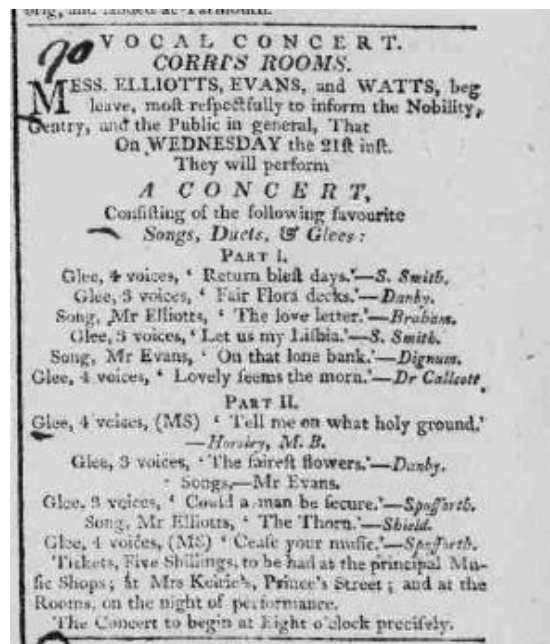 brig, and landed at Yarmouth.
VOCAL CONCERT.
CORRI'S ROOMS.
MESS. ELLIOTTS, EVANS, and WATTS, beg
leave, moſt reſpectfully to inform the Nobility,
Gentry, and the Public in general, That
On WEDNESDAY the 21ſt inſt.
They will perform
A CONCERT,
Conſiſting of the following favourite
Songs, Duets, & Glees:
PART I.
Glee, 4 voices, ‘ Return bleſt days.’—S. Smith.
Glee, 3 voices, ‘ Fair Flora decks.’—Danby.
Song, Mr Elliotts, ‘ The love letter.’—Braham.
Glee, 3 voices, ‘ Let us my Liſbia.’—S. Smith.
Song, Mr Evans, ‘ On that lone bank.’—Dignum.
Glee, 4 voices, ‘ Lovely ſeems the morn.’—Dr Callcott.
PART II.
Glee, 4 voices, (MS) ‘ Tell me on what holy ground.’
—Horsley, M. B.
Glee, 3 voices, ‘ The faireſt flowers.’—Danby.
Songs,—Mr Evans.
Glee, 3 voices, ‘ Could a man be ſecure.’—Spofforth.
Song, Mr Elliotts, ‘ The Thorn.’—Shield.
Glee, 4 voices, (MS) ‘ Ceaſe your muſic.’—Spofforth.
Tickets, Five Shillings, to be had at the principal Mu-
ſic Shops; at Mrs Prince's Street; and at the
Rooms, on the night of performance.
The Concert to begin at Eight o'clock preciſely.